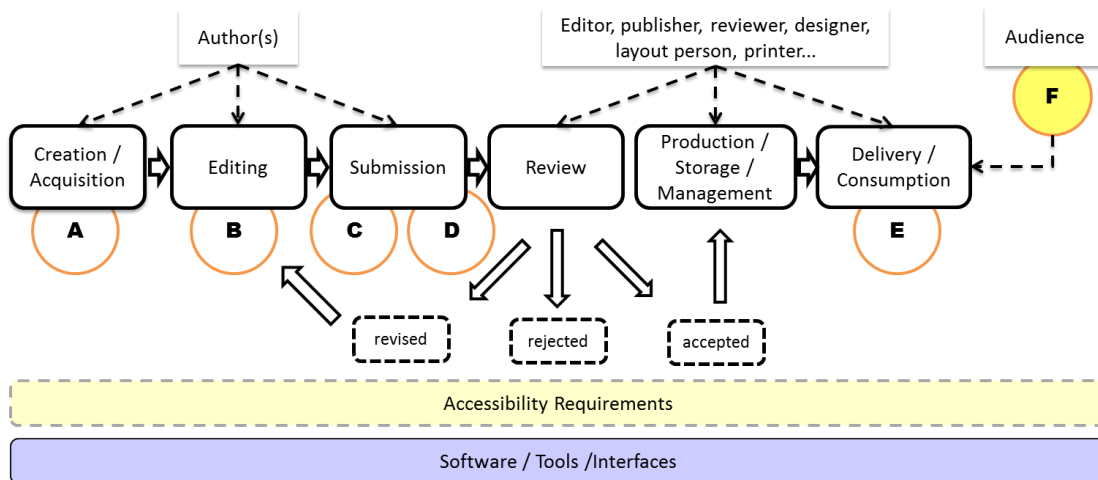 Author(s)
Editor, publisher, reviewer, designer,
layout person, printer...
Audience
F
Creation /
Acquisition
Editing
Submission
Review
Production /
Storage /
Management
Delivery /
Consumption
A
B
C
D
E
revised
rejected
accepted
Accessibility Requirements
Software / Tools /Interfaces